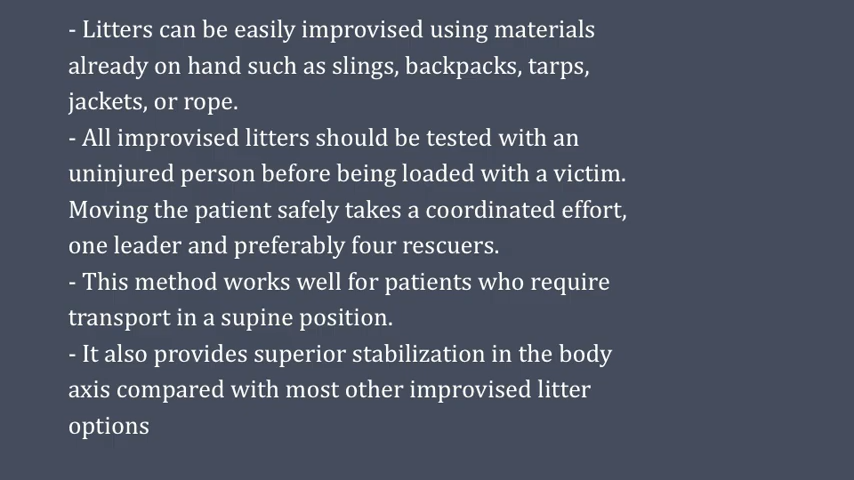 - Litters can be easily improvised using materials
already on hand such as slings, backpacks, tarps,
jackets, or rope.
- All improvised litters should be tested with an
uninjured person before being loaded with a victim.
Moving the patient safely takes a coordinated effort,
one leader and preferably four rescuers.
- This method works well for patients who require
transport in a supine position.
- It also provides superior stabilization in the body
axis compared with most other improvised litter
options